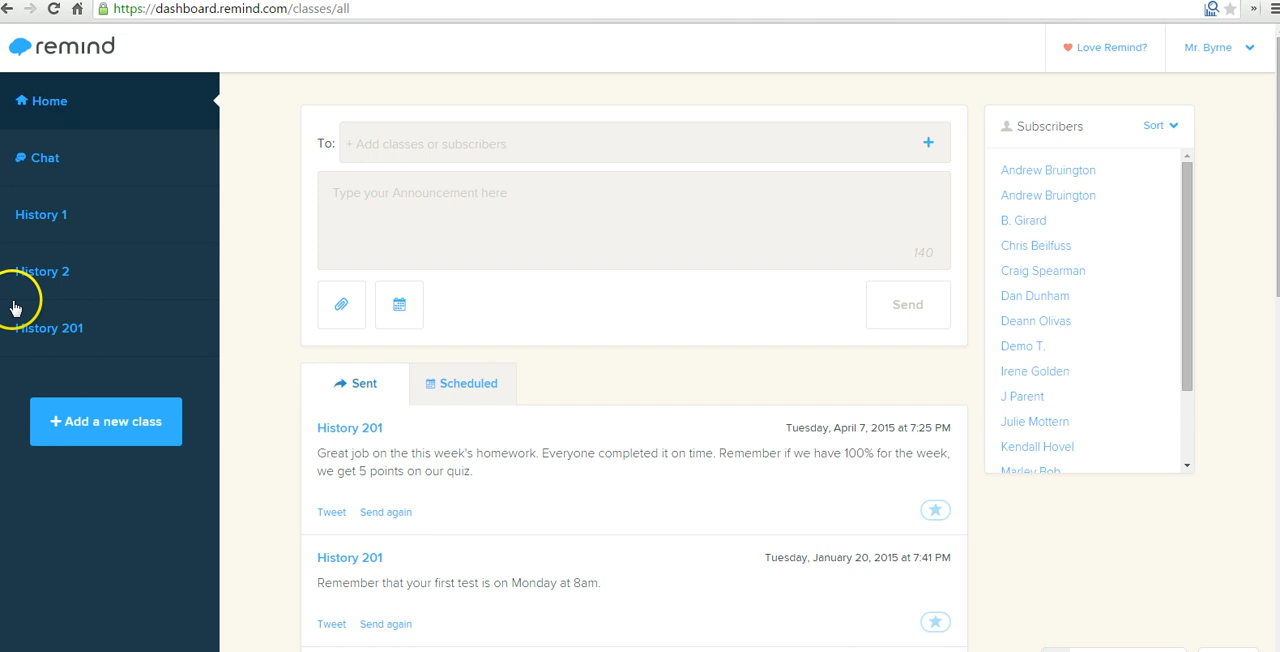 https://dashboard.remind.com/classes/all
»
remind
Love Remind?
Mr. Byrne
Home
Chat
History 1
History 2
History 201
+ Add a new class
To: + Add classes or subscribers +
Type your Announcement here
140
Send
Sent
Scheduled
History 201 Tuesday, April 7, 2015 at 7:25 PM
Great job on the this week's homework. Everyone completed it on time. Remember if we have 100% for the week,
we get 5 points on our quiz.
Tweet Send again
History 201 Tuesday, January 20, 2015 at 7:41 PM
Remember that your first test is on Monday at 8am.
Tweet Send again
Subscribers Sort
Andrew Bruington
Andrew Bruington
B. Girard
Chris Beilfuss
Craig Spearman
Dan Dunham
Deann Olivas
Demo T.
Irene Golden
J Parent
Julie Mottern
Kendall Hovel
Marley Bob